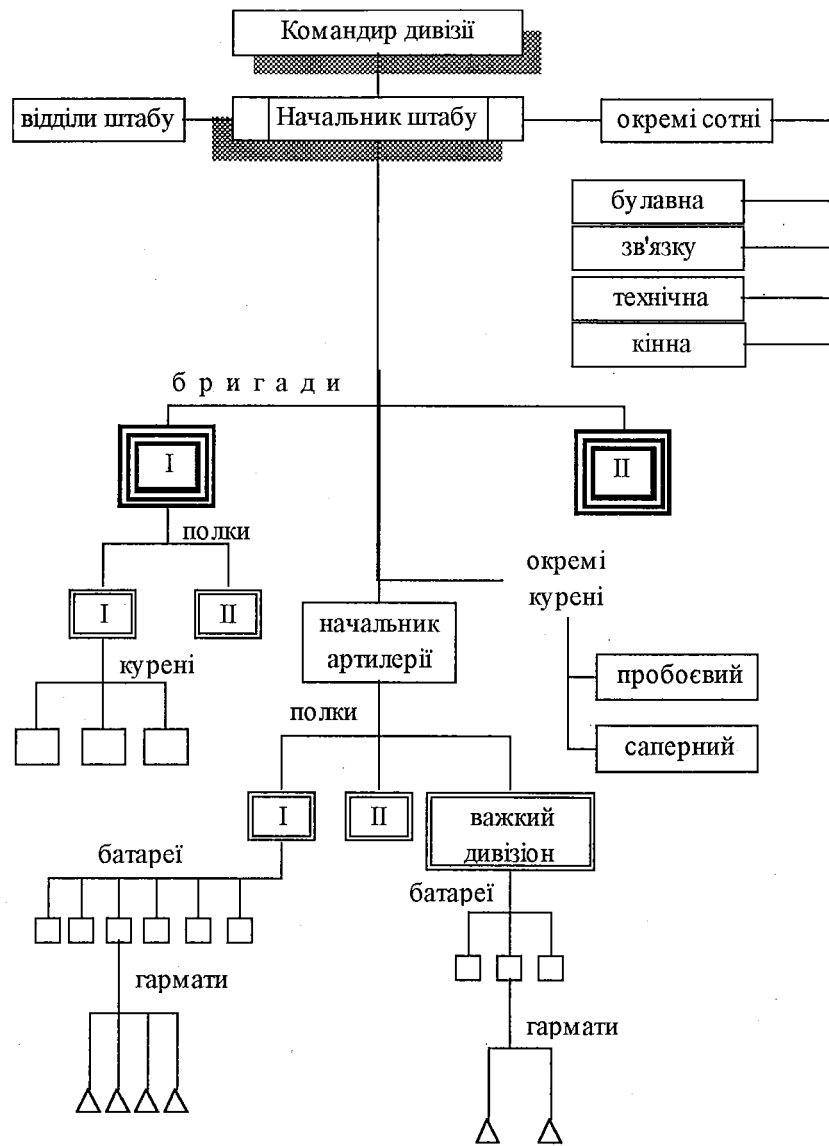 Командир дивізії
відділи штабу
Начальник штабу
окремі сотні
булавна
зв'язку
технічна
кінна
бригади
I
II
полки
I
II
курені
окремі
курені
пробоєвий
саперний
начальник
артилерії
полки
I
II
важкий
дивізіон
батареї
гармати
батареї
гармати